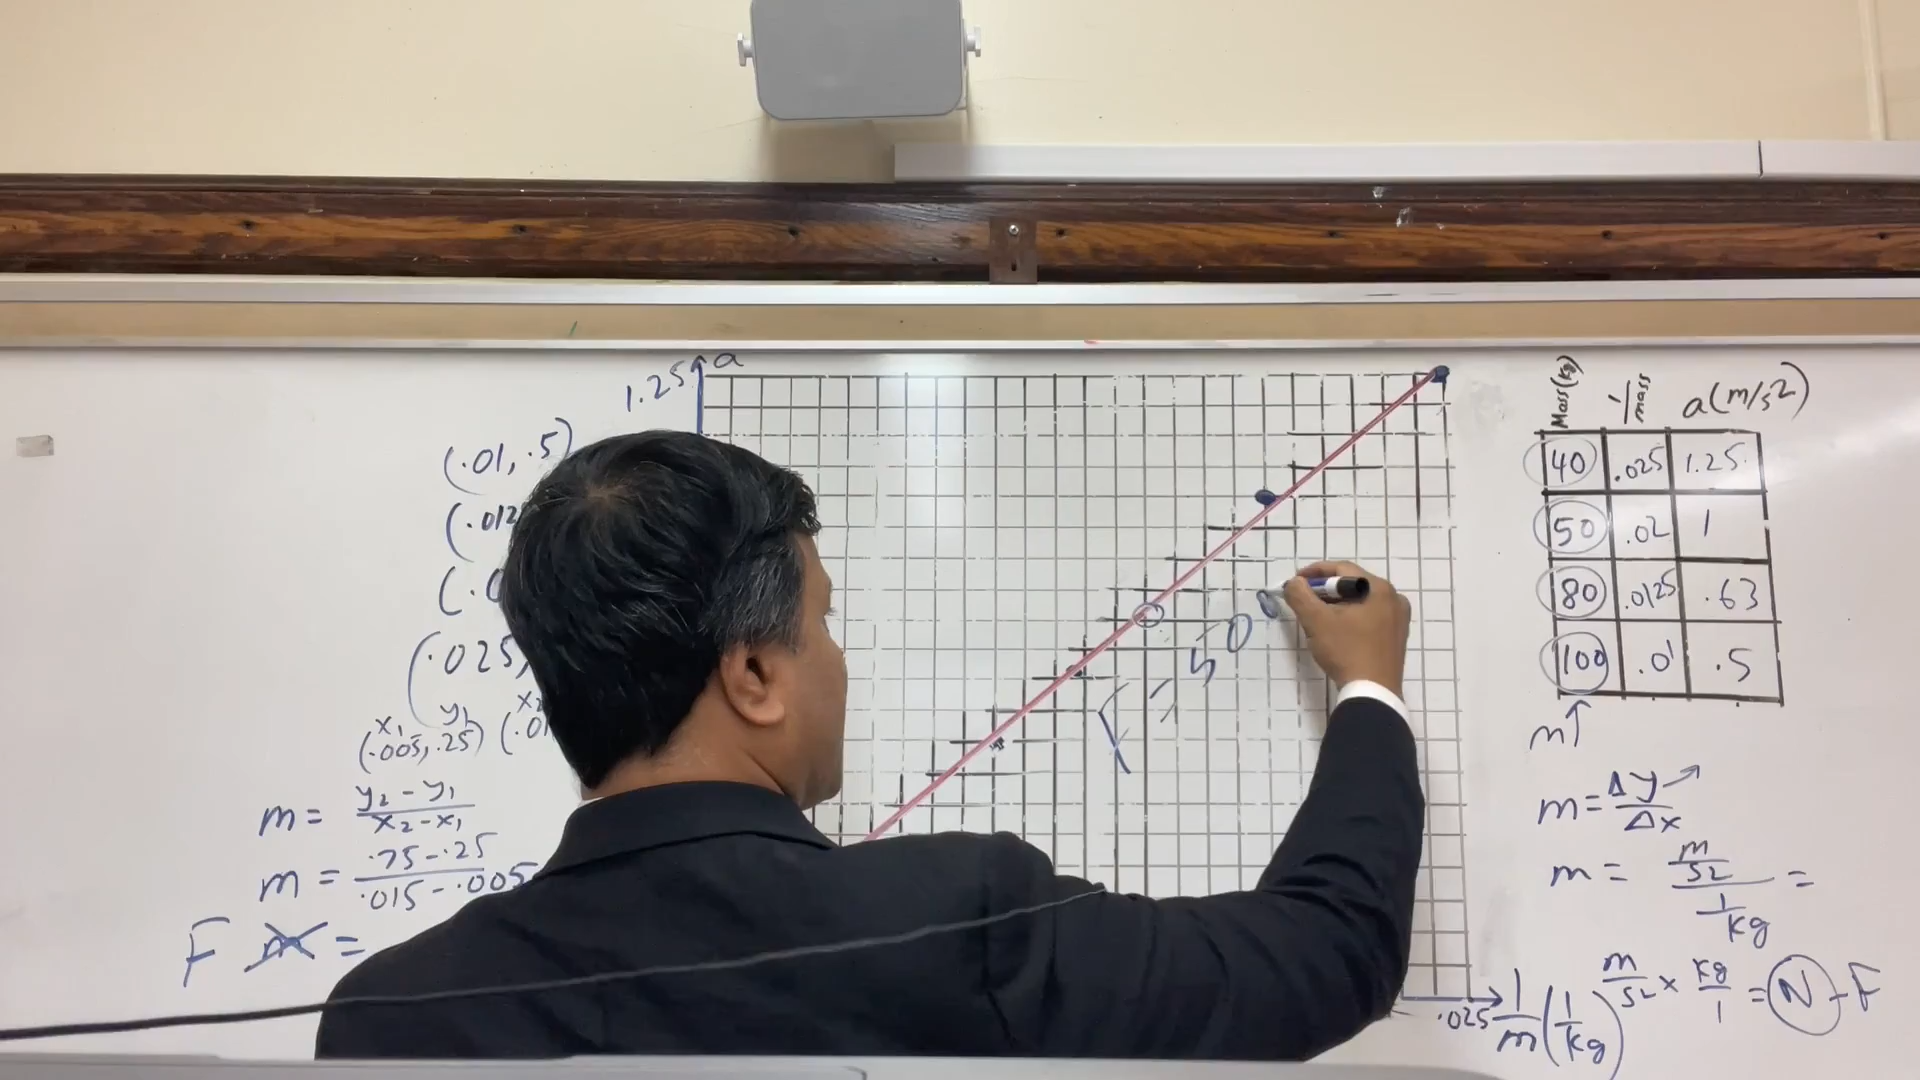 1.25 a
(.01, .5)
(.012
(.0
(.025,
x₁ y₁ x₂
(.005, .25) (.01
m = y₂ - y₁ / x₂ - x₁
m = .75 - .25 / .015 - .005
F m =
F = 500
.025
1/m (1/kg)
Mass(kg) 1/mass a(m/s²)
40 .025 1.25
50 .02 1
80 .0125 .63
100 .01 .5
m↑
m = Δy / Δx
m = m/s2 / 1/kg =
m/s2 x kg/1 = N - F